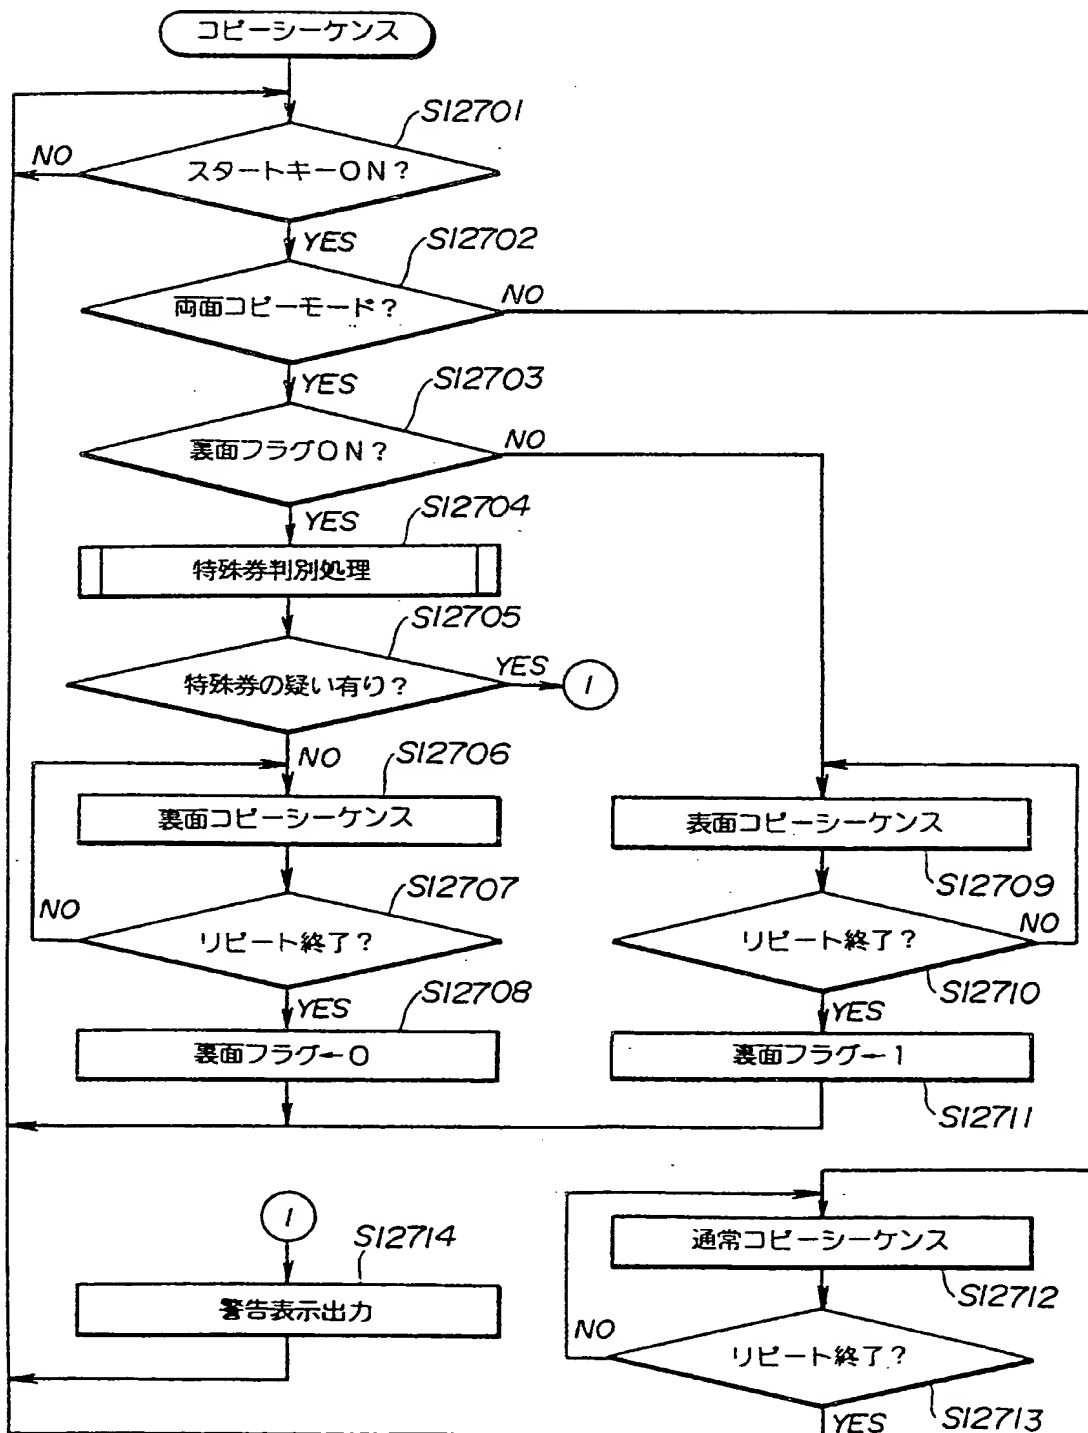 コピーシーケンス
S12701
NO
スタートキーON?
YES
S12702
両面コピーモード?
NO
YES
S12703
裏面フラグON?
NO
YES
S12704
特殊券判別処理
S12705
特殊券の疑い有り?
YES
1
NO
S12706
裏面コピーシーケンス
表面コピーシーケンス
S12707
S12709
NO
リピート終了?
リピート終了?
NO
YES
S12708
YES
S12710
裏面フラグ←0
裏面フラグ←1
S12711
1
S12714
通常コピーシーケンス
警告表示出力
S12712
NO
リピート終了?
YES
S12713